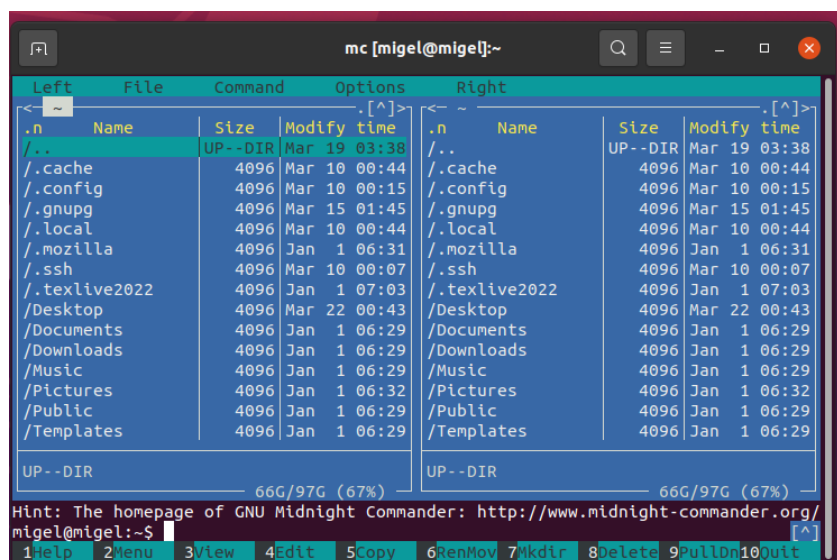 mc [migel@migel]:~
Left File Command Options Right
<─ ~ ─.[^]> <─ ~ ─.[^]>
.n Name Size Modify time .n Name Size Modify time
/.. UP--DIR Mar 19 03:38 /.. UP--DIR Mar 19 03:38
/.cache 4096 Mar 10 00:44 /.cache 4096 Mar 10 00:44
/.config 4096 Mar 10 00:15 /.config 4096 Mar 10 00:15
/.gnupg 4096 Mar 15 01:45 /.gnupg 4096 Mar 15 01:45
/.local 4096 Mar 10 00:44 /.local 4096 Mar 10 00:44
/.mozilla 4096 Jan 1 06:31 /.mozilla 4096 Jan 1 06:31
/.ssh 4096 Mar 10 00:07 /.ssh 4096 Mar 10 00:07
/.texlive2022 4096 Jan 1 07:03 /.texlive2022 4096 Jan 1 07:03
/Desktop 4096 Mar 22 00:43 /Desktop 4096 Mar 22 00:43
/Documents 4096 Jan 1 06:29 /Documents 4096 Jan 1 06:29
/Downloads 4096 Jan 1 06:29 /Downloads 4096 Jan 1 06:29
/Music 4096 Jan 1 06:29 /Music 4096 Jan 1 06:29
/Pictures 4096 Jan 1 06:32 /Pictures 4096 Jan 1 06:32
/Public 4096 Jan 1 06:29 /Public 4096 Jan 1 06:29
/Templates 4096 Jan 1 06:29 /Templates 4096 Jan 1 06:29
UP--DIR UP--DIR
66G/97G (67%) 66G/97G (67%)
Hint: The homepage of GNU Midnight Commander: http://www.midnight-commander.org/
migel@migel:~$ [^]
1Help 2Menu 3View 4Edit 5Copy 6RenMov 7Mkdir 8Delete 9PullDn 10Quit